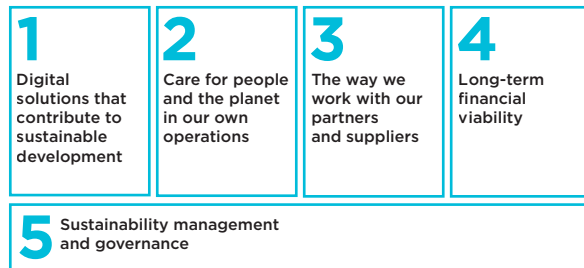 1
Digital
solutions that
contribute to
sustainable
development
2
Care for people
and the planet
in our own
operations
3
The way we
work with our
partners
and suppliers
4
Long-term
financial
viability
5
Sustainability management
and governance